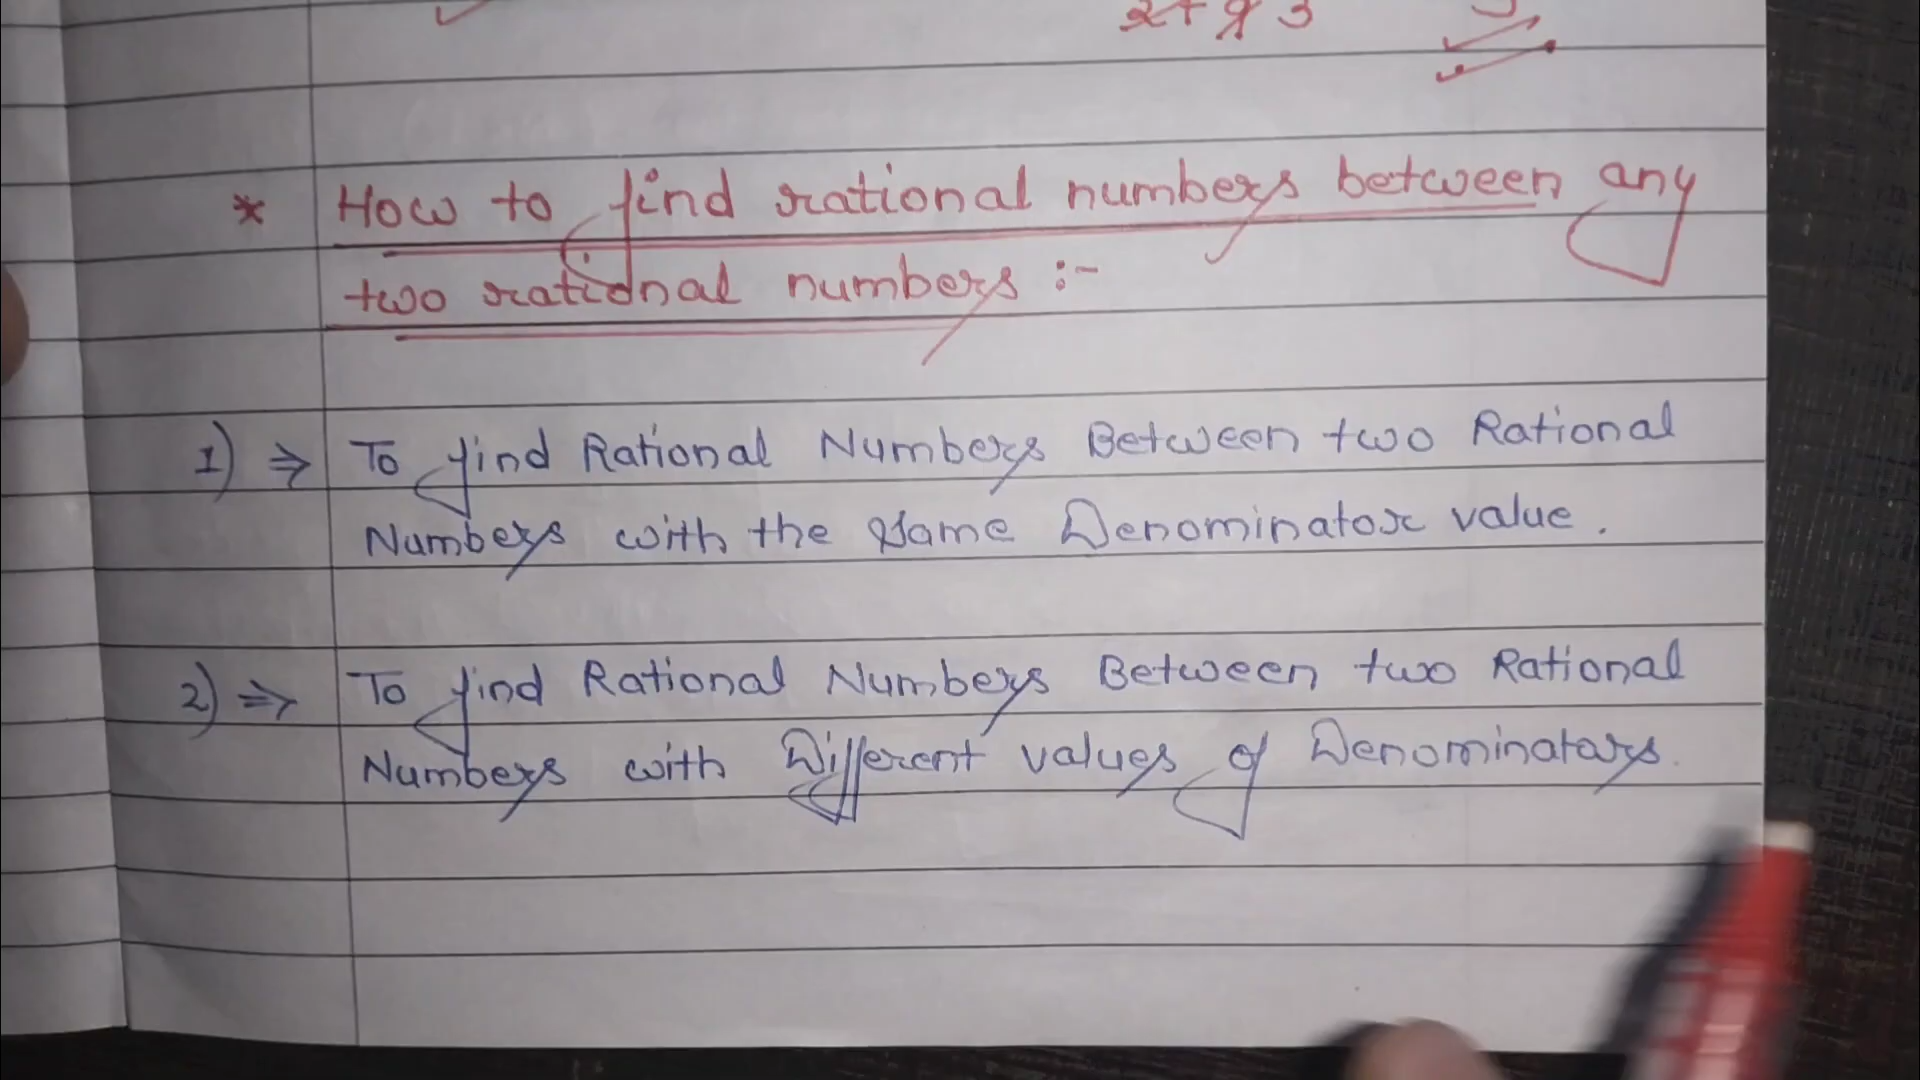 * How to find rational numbers between any
two rational numbers :-
1) ⇒ To find Rational Numbers Between two Rational
Numbers with the Same Denominator value.
2) ⇒ To find Rational Numbers Between two Rational
Numbers with Different values of Denominators.